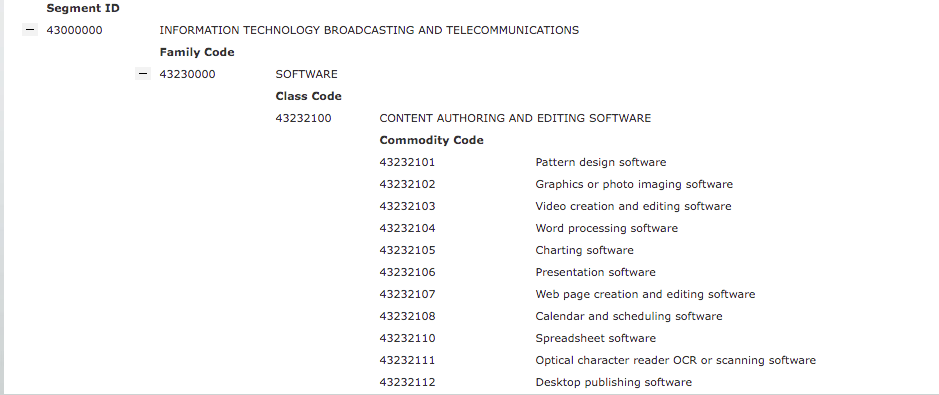 Segment ID
43000000 INFORMATION TECHNOLOGY BROADCASTING AND TELECOMMUNICATIONS
Family Code
43230000 SOFTWARE
Class Code
43232100 CONTENT AUTHORING AND EDITING SOFTWARE
Commodity Code
43232101 Pattern design software
43232102 Graphics or photo imaging software
43232103 Video creation and editing software
43232104 Word processing software
43232105 Charting software
43232106 Presentation software
43232107 Web page creation and editing software
43232108 Calendar and scheduling software
43232110 Spreadsheet software
43232111 Optical character reader OCR or scanning software
43232112 Desktop publishing software